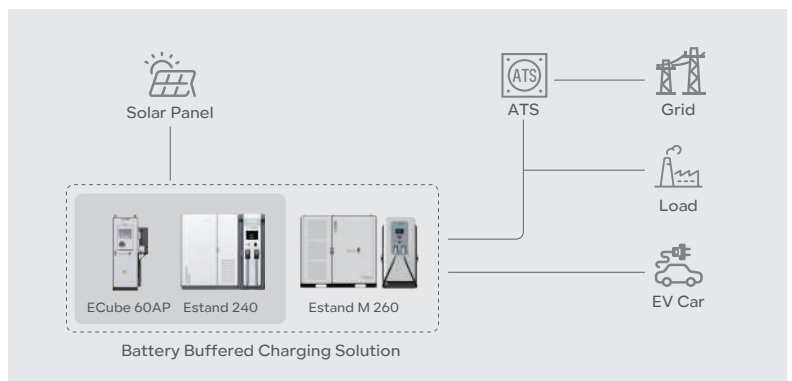 ATS
Solar Panel
ATS
Grid
Load
ECube 60AP
Estand 240
Estand M 260
EV Car
Battery Buffered Charging Solution